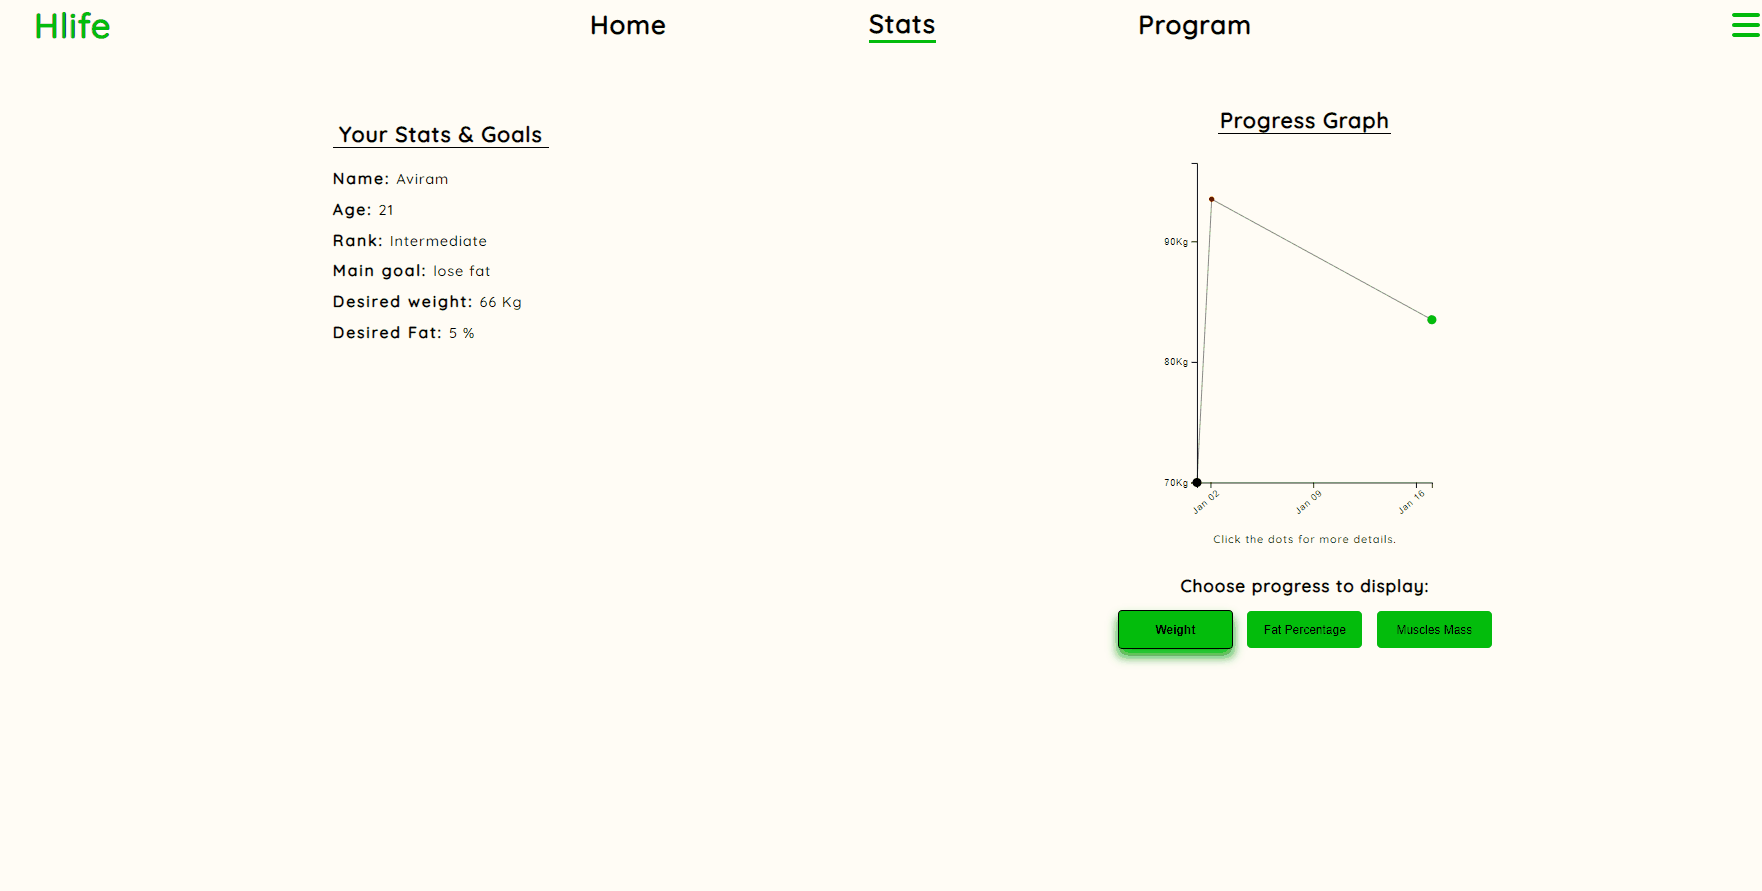 Hlife
Home
Stats
Program
Your Stats & Goals
Name: Aviram
Age: 21
Rank: Intermediate
Main goal: lose fat
Desired weight: 66 Kg
Desired Fat: 5 %
Progress Graph
90Kg
80Kg
70Kg
Jan 02
Jan 09
Jan 16
Click the dots for more details.
Choose progress to display:
Weight
Fat Percentage
Muscles Mass